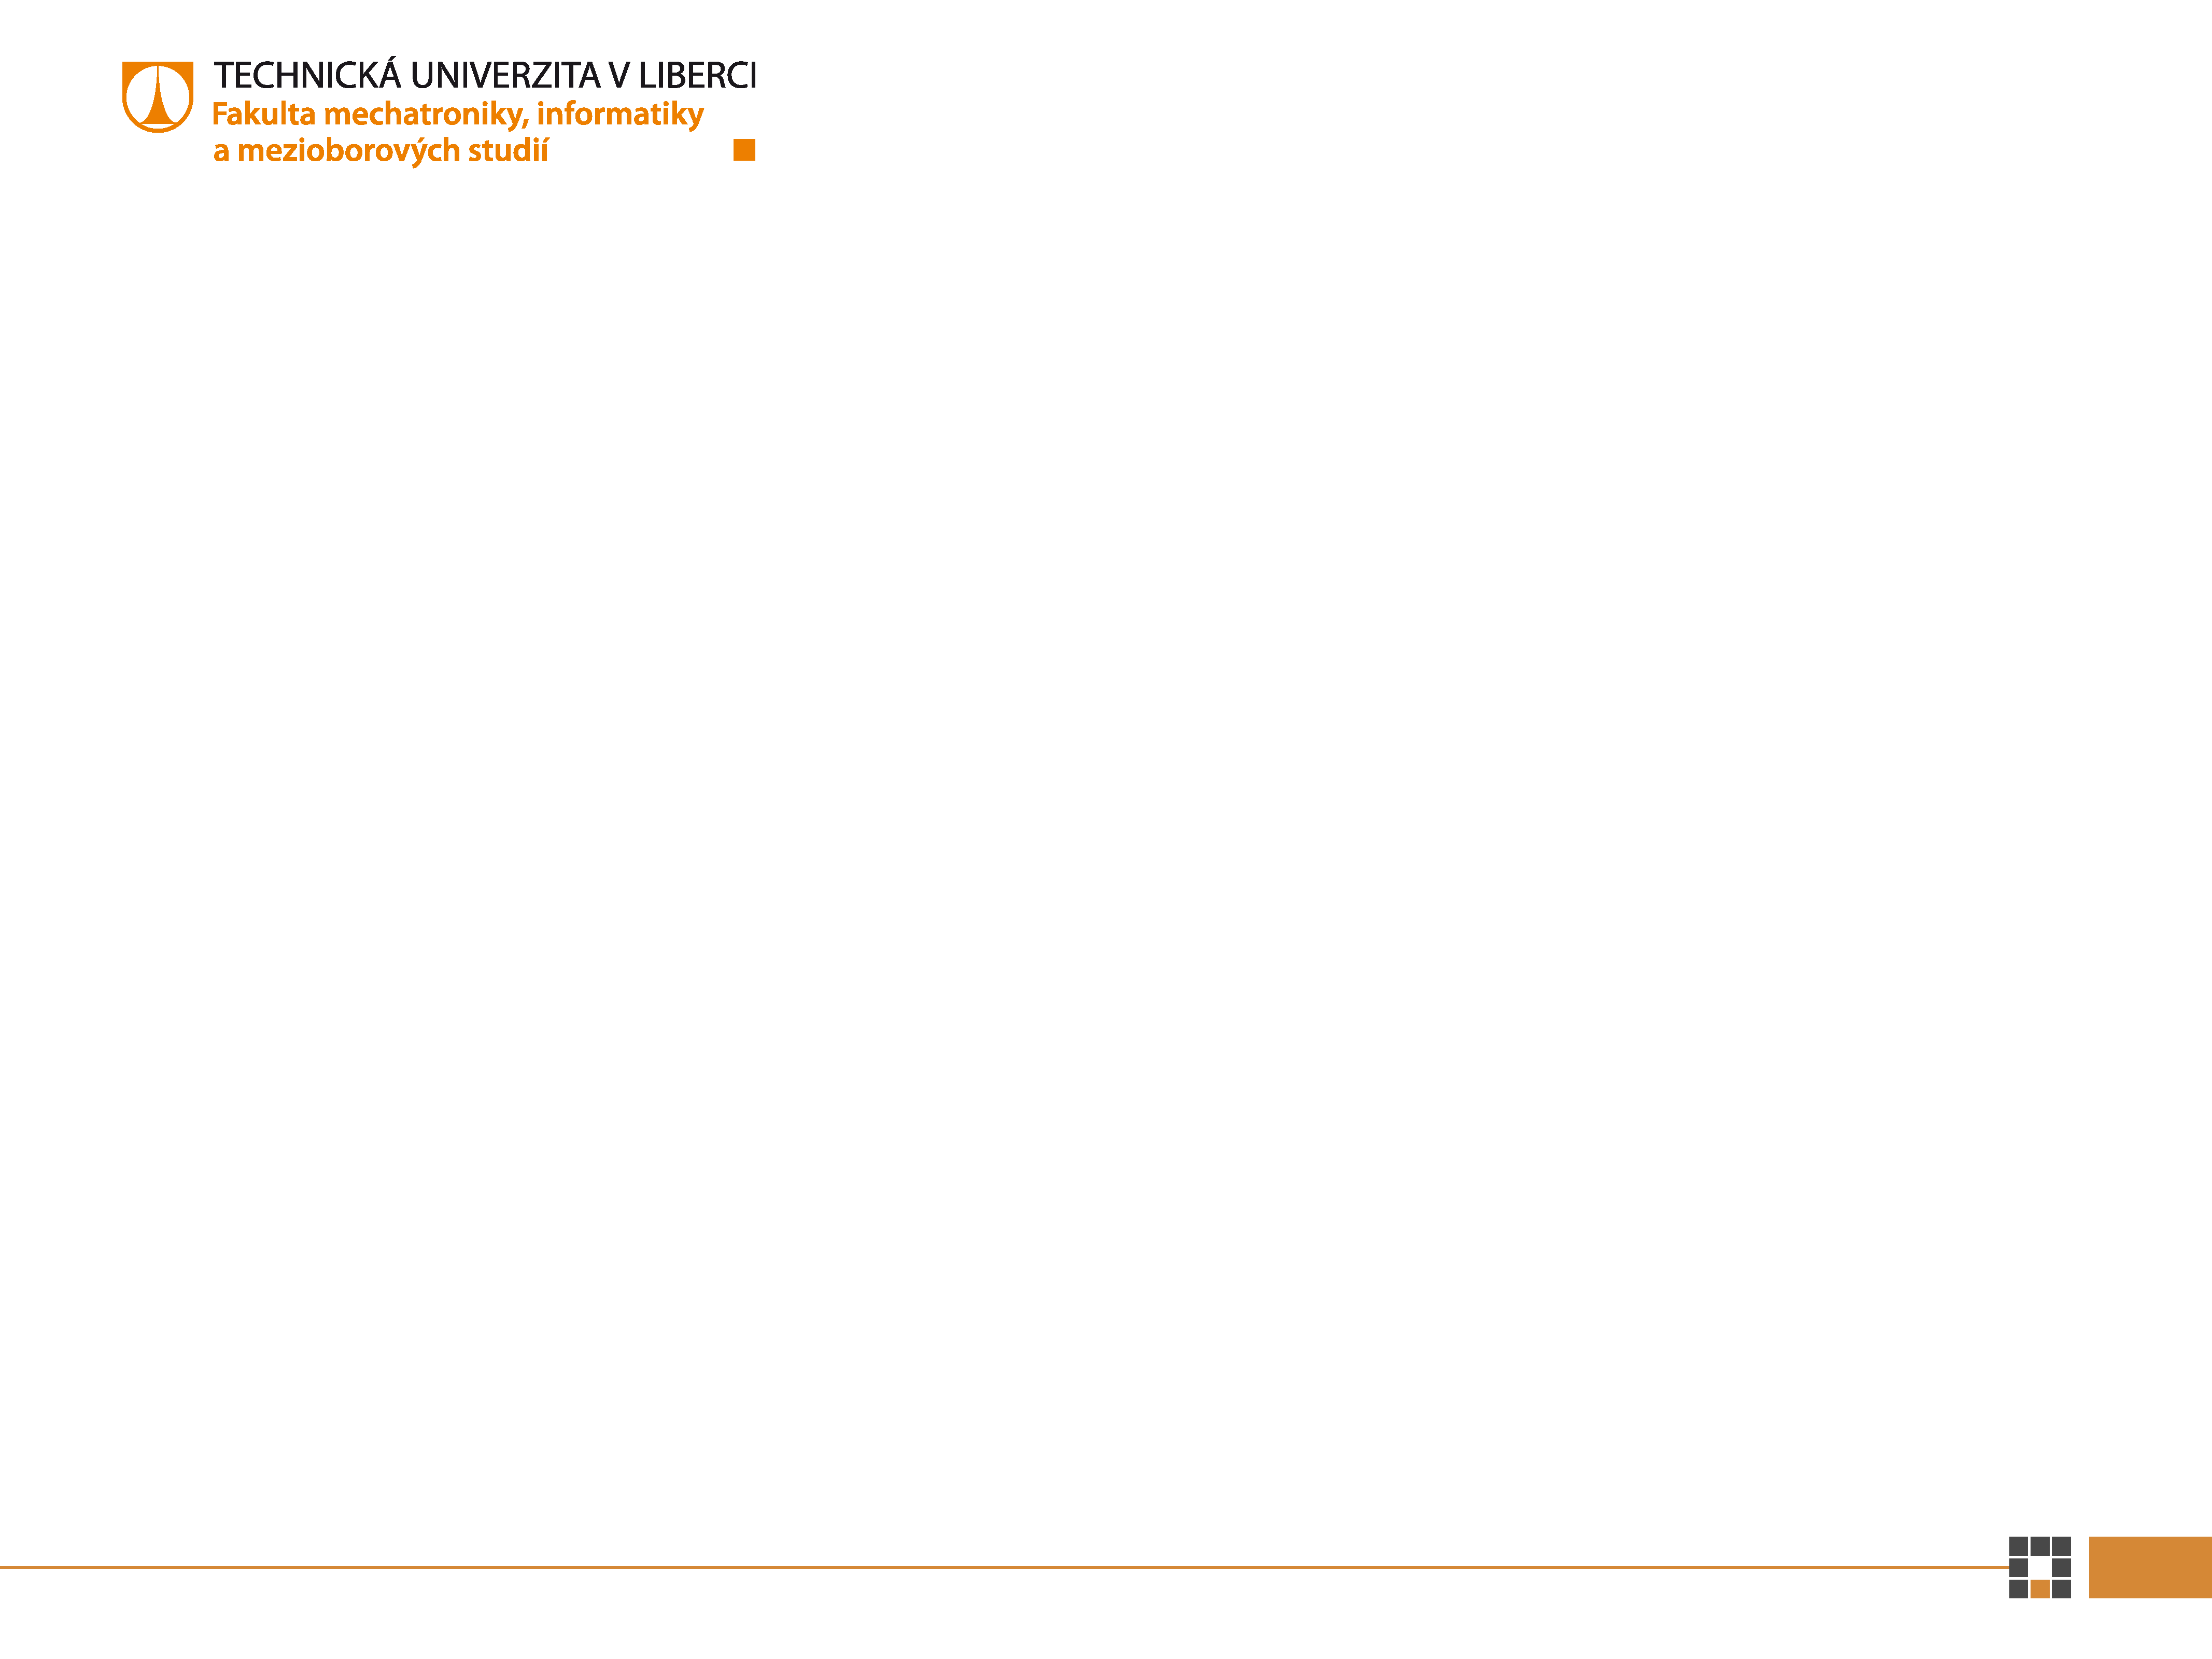 TECHNICKÁ UNIVERZITA V LIBERCI
Fakulta mechatroniky, informatiky
a mezioborových studií